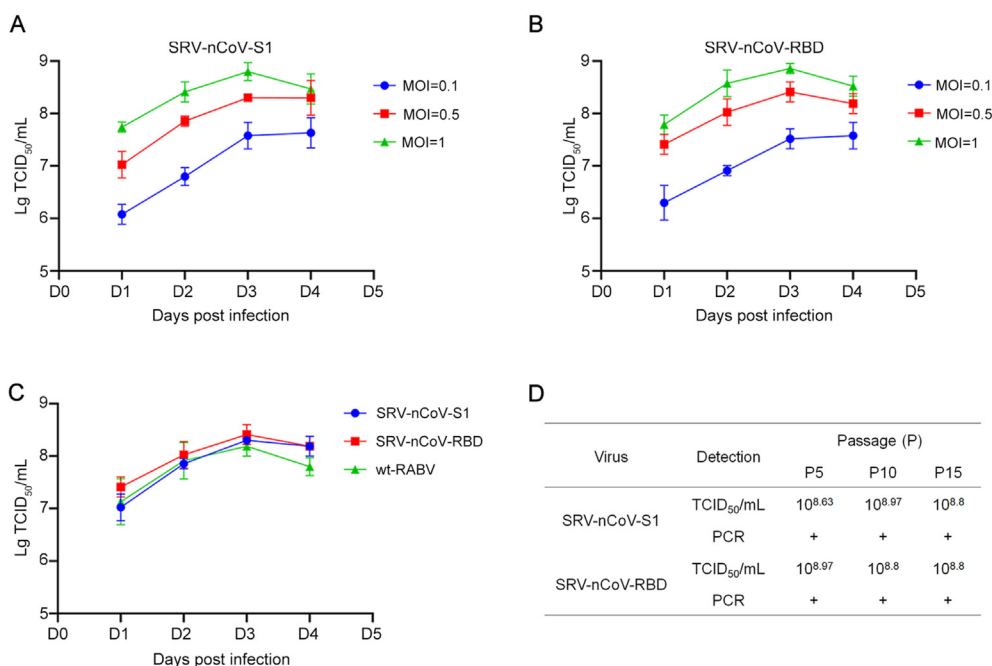 A
SRV-nCoV-S1
Lg TCID50/mL
9
8
7
6
5
D0 D1 D2 D3 D4 D5
Days post infection
MOI=0.1
MOI=0.5
MOI=1
B
SRV-nCoV-RBD
Lg TCID50/mL
9
8
7
6
5
D0 D1 D2 D3 D4 D5
Days post infection
MOI=0.1
MOI=0.5
MOI=1
C
Lg TCID50/mL
9
8
7
6
5
D0 D1 D2 D3 D4 D5
Days post infection
SRV-nCoV-S1
SRV-nCoV-RBD
wt-RABV
D
Virus Detection Passage (P)
P5 P10 P15
SRV-nCoV-S1 TCID50/mL 10^8.63 10^8.97 10^8.8
PCR + + +
SRV-nCoV-RBD TCID50/mL 10^8.97 10^8.8 10^8.8
PCR + + +